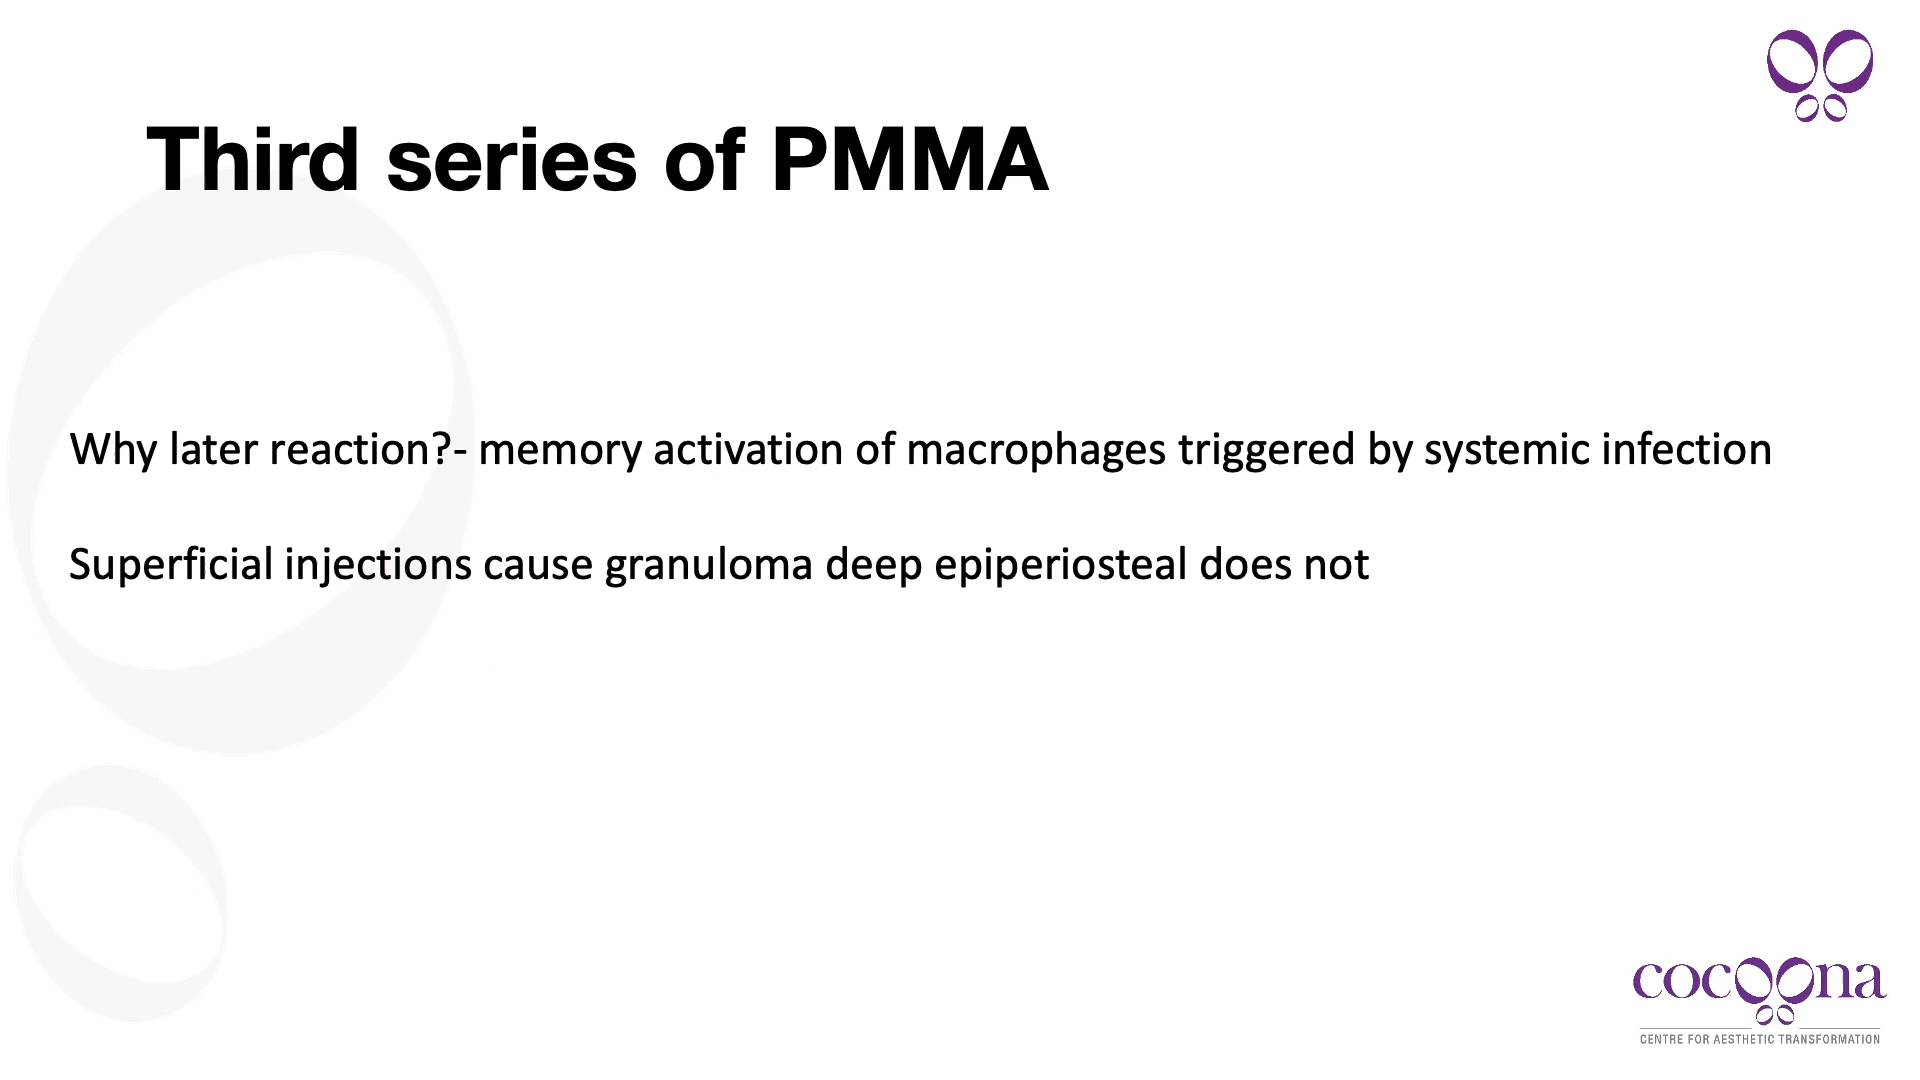 Third series of PMMA
Why later reaction?- memory activation of macrophages triggered by systemic infection
Superficial injections cause granuloma deep epiperiosteal does not
cocoona
CENTRE FOR AESTHETIC TRANSFORMATION